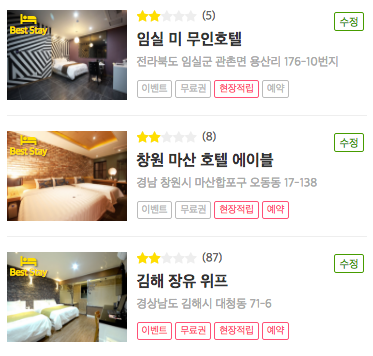 Best Stay
(5)
수정
임실 미 무인호텔
전라북도 임실군 관촌면 용산리 176-10번지
이벤트 무료권 현장적립 예약
Best Stay
(8)
수정
창원 마산 호텔 에이블
경남 창원시 마산합포구 오동동 17-138
이벤트 무료권 현장적립 예약
Best Stay
(87)
수정
김해 장유 위프
경상남도 김해시 대청동 71-6
이벤트 무료권 현장적립 예약